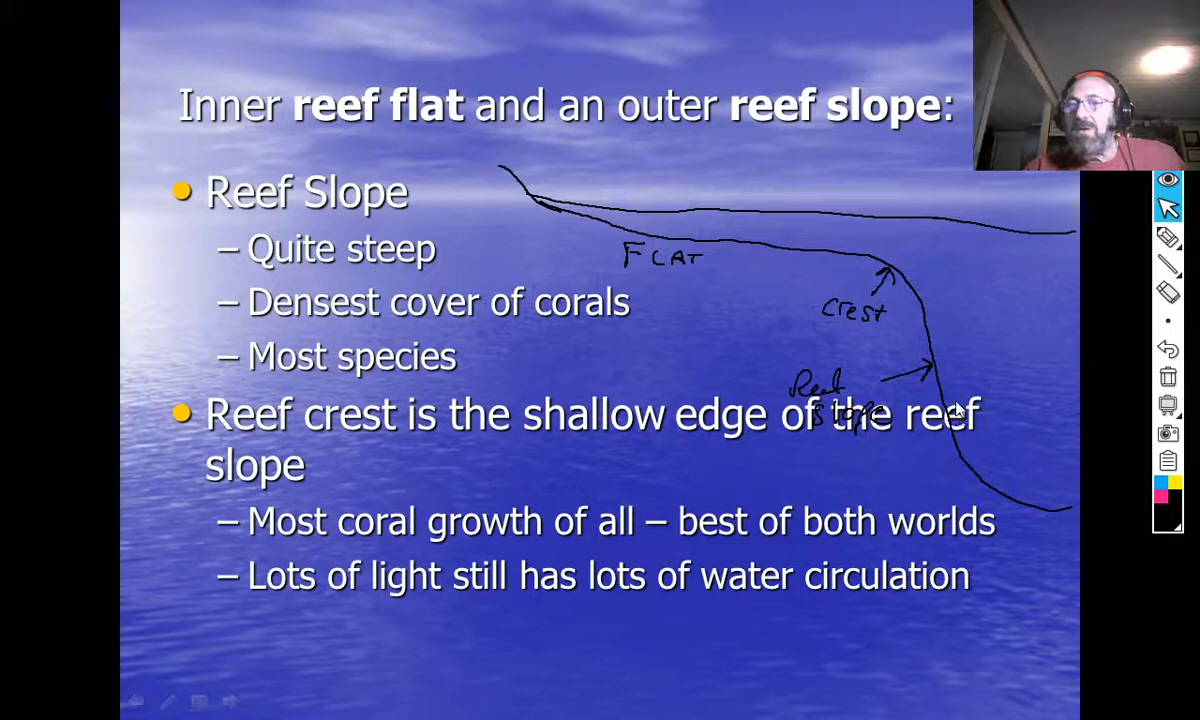 Inner reef flat and an outer reef slope:
• Reef Slope
– Quite steep
– Densest cover of corals
– Most species
• Reef crest is the shallow edge of the reef
slope
– Most coral growth of all – best of both worlds
– Lots of light still has lots of water circulation
FLAT
Crest
Reef
slope